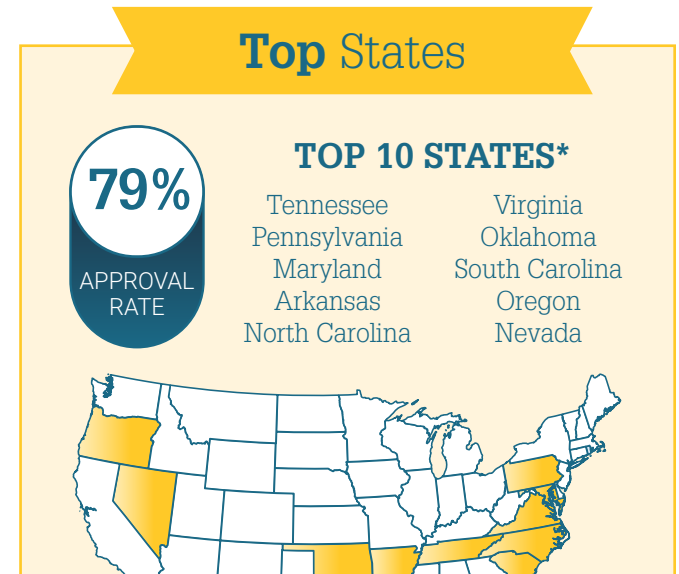 Top States
79%
APPROVAL
RATE
TOP 10 STATES*
Tennessee
Pennsylvania
Maryland
Arkansas
North Carolina
Virginia
Oklahoma
South Carolina
Oregon
Nevada